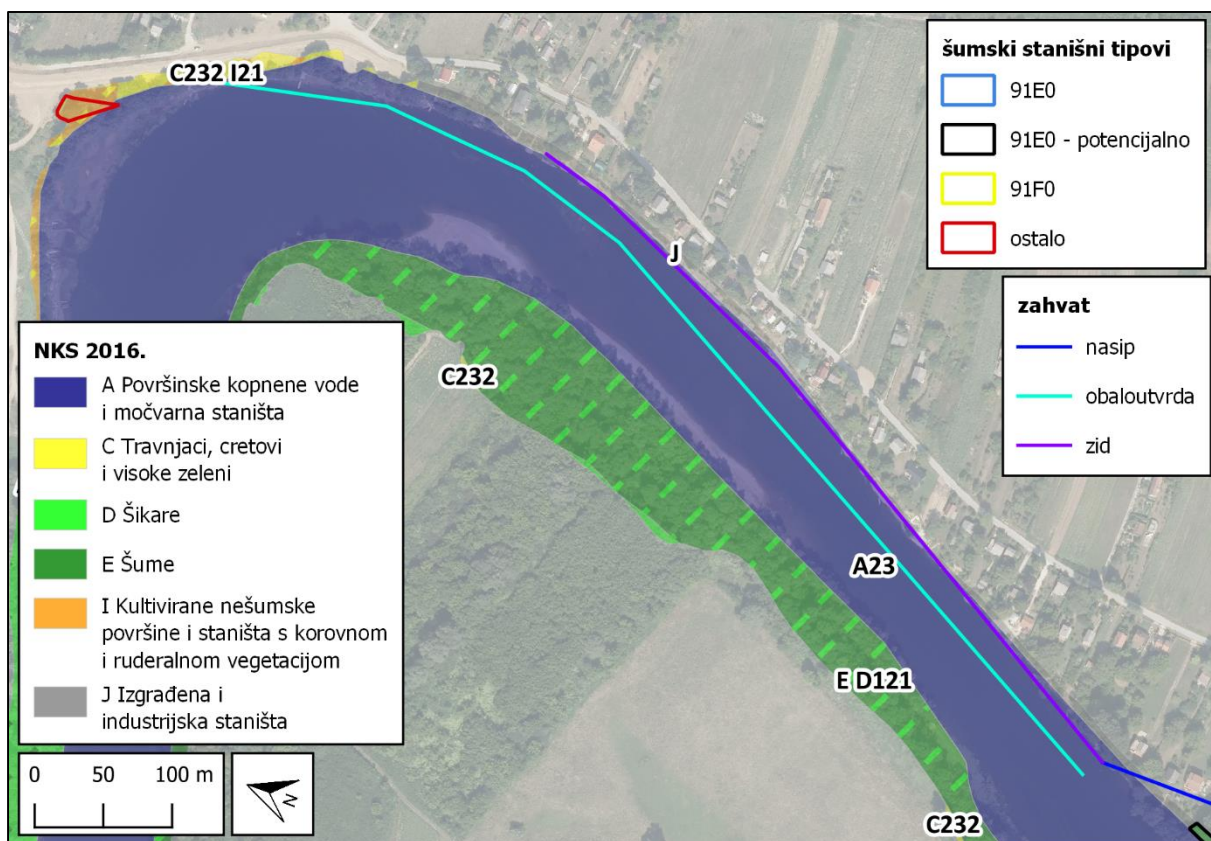 C232 I21
J
C232
A23
E D121
C232
šumski stanišni tipovi
91E0
91E0 - potencijalno
91F0
ostalo
zahvat
nasip
obaloutvrda
zid
NKS 2016.
A Površinske kopnene vode
i močvarna staništa
C Travnjaci, cretovi
i visoke zeleni
D Šikare
E Šume
I Kultivirane nešumske
površine i staništa s korovnom
i ruderalnom vegetacijom
J Izgrađena i
industrijska staništa
0 50 100 m
N